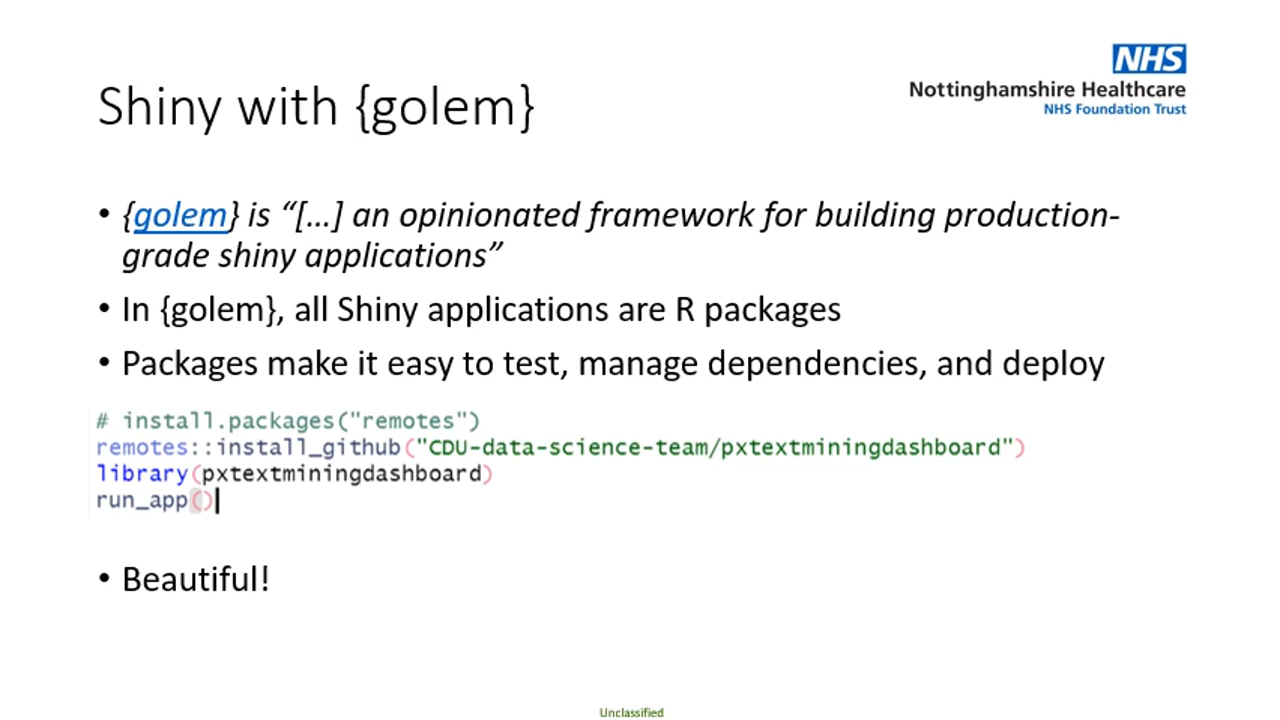 NHS
Nottinghamshire Healthcare
NHS Foundation Trust
Shiny with {golem}
• {golem} is “[…] an opinionated framework for building production-
grade shiny applications”
• In {golem}, all Shiny applications are R packages
• Packages make it easy to test, manage dependencies, and deploy
# install.packages("remotes")
remotes::install_github("CDU-data-science-team/pxtextminingdashboard")
library(pxtextminingdashboard)
run_app()
• Beautiful!
Unclassified